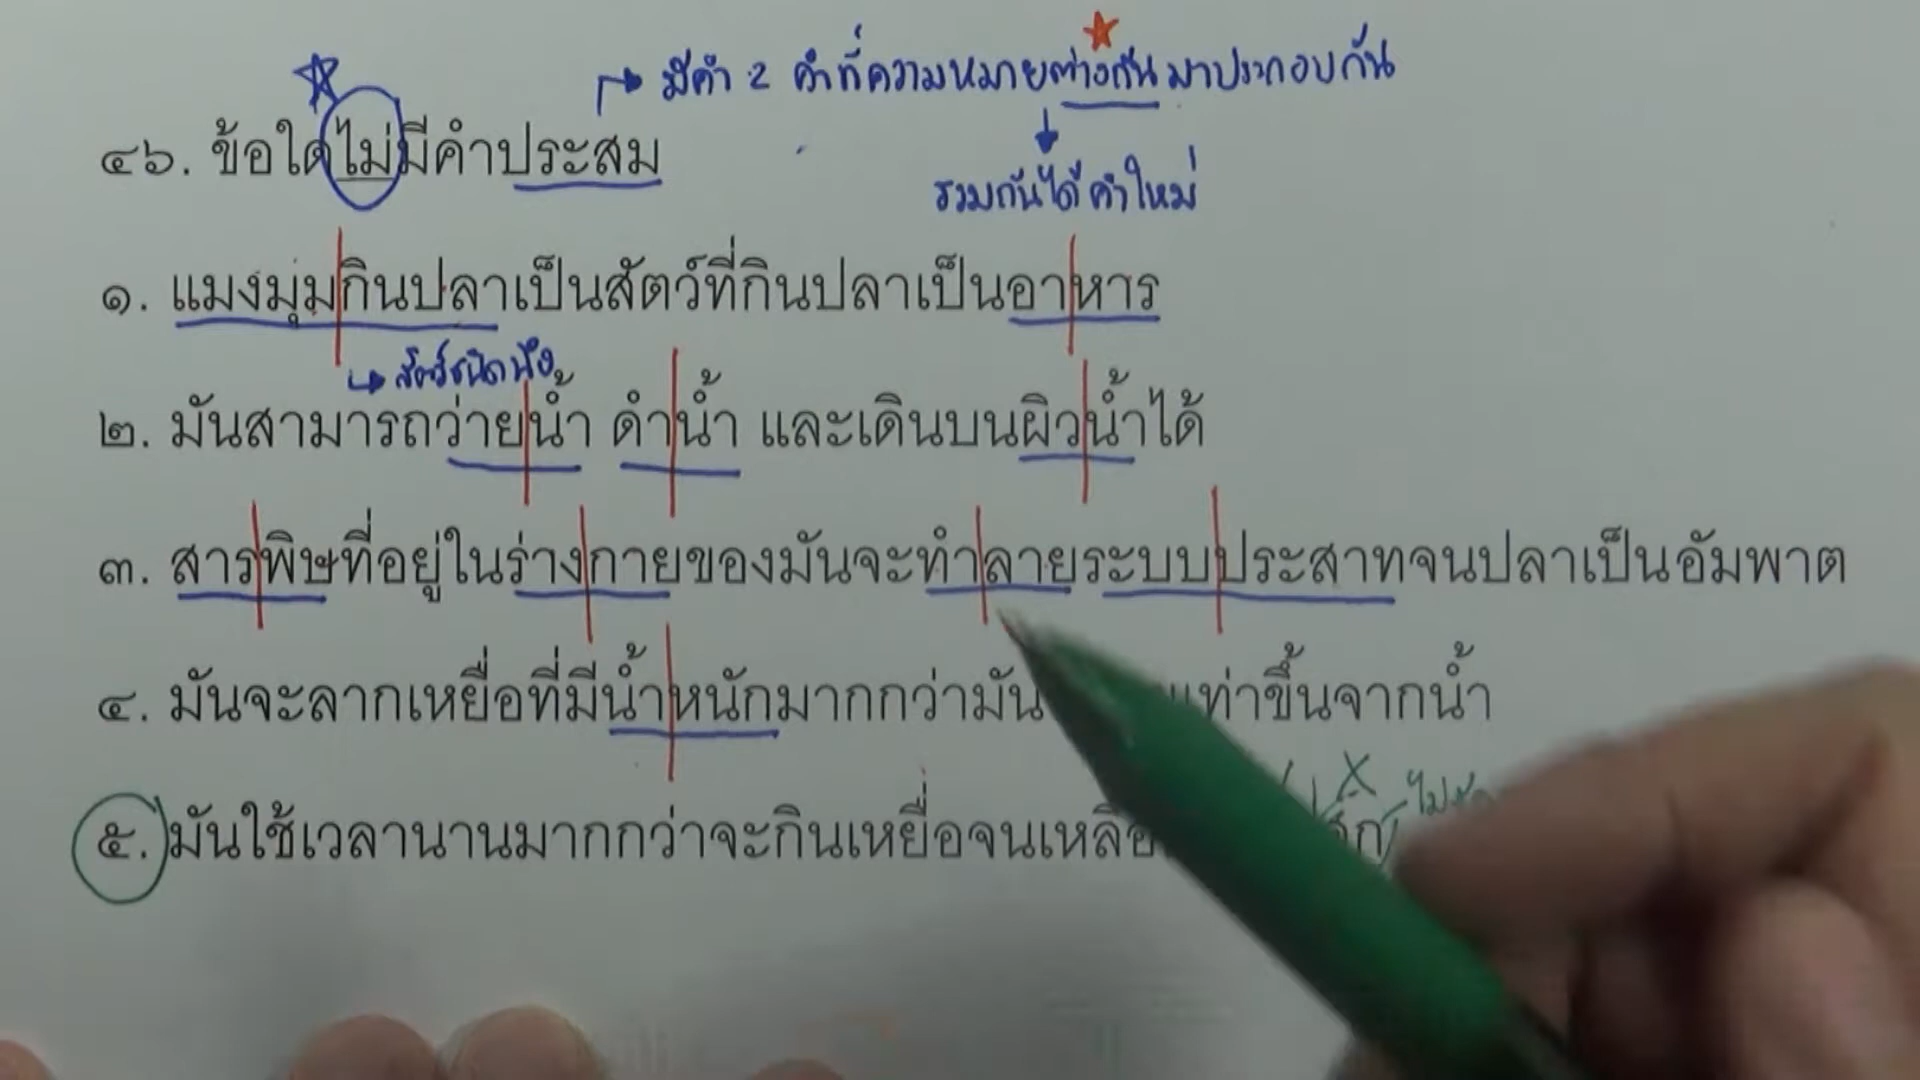 มีคำ 2 คำที่ความหมายต่างกันมาประกอบกัน
๔๖. ข้อใดไม่มีคำประสม
รวมกันได้คำใหม่
๑. แมงมุมกินปลาเป็นสัตว์ที่กินปลาเป็นอาหาร
สัตว์ชนิดหนึ่ง
๒. มันสามารถว่ายน้ำ ดำน้ำ และเดินบนผิวน้ำได้
๓. สารพิษที่อยู่ในร่างกายของมันจะทำลายระบบประสาทจนปลาเป็นอัมพาต
๔. มันจะลากเหยื่อที่มีน้ำหนักมากกว่ามัน เท่าขึ้นจากน้ำ
๕. มันใช้เวลานานมากกว่าจะกินเหยื่อจนเหลือ